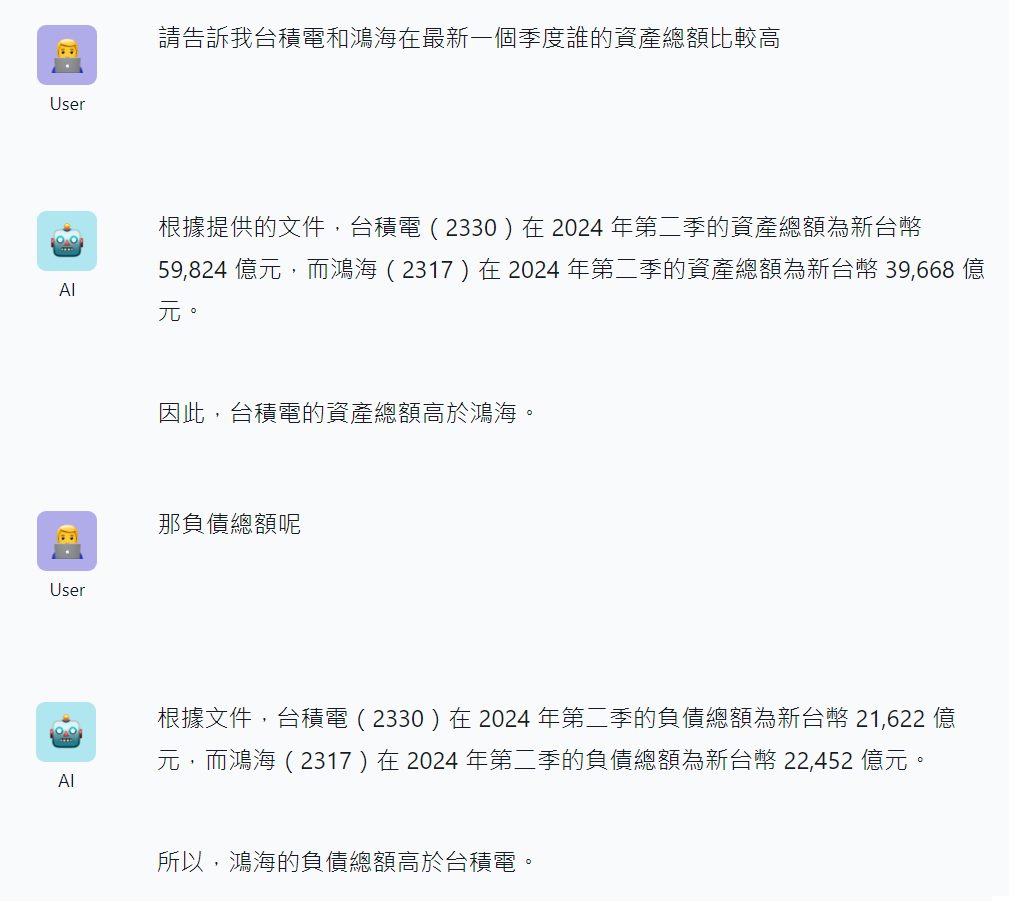 請告訴我台積電和鴻海在最新一個季度誰的資產總額比較高
User
根據提供的文件，台積電（2330）在 2024 年第二季的資產總額為新台幣
59,824 億元，而鴻海（2317）在 2024 年第二季的資產總額為新台幣 39,668 億
元。
AI
因此，台積電的資產總額高於鴻海。
那負債總額呢
User
根據文件，台積電（2330）在 2024 年第二季的負債總額為新台幣 21,622 億
元，而鴻海（2317）在 2024 年第二季的負債總額為新台幣 22,452 億元。
AI
所以，鴻海的負債總額高於台積電。